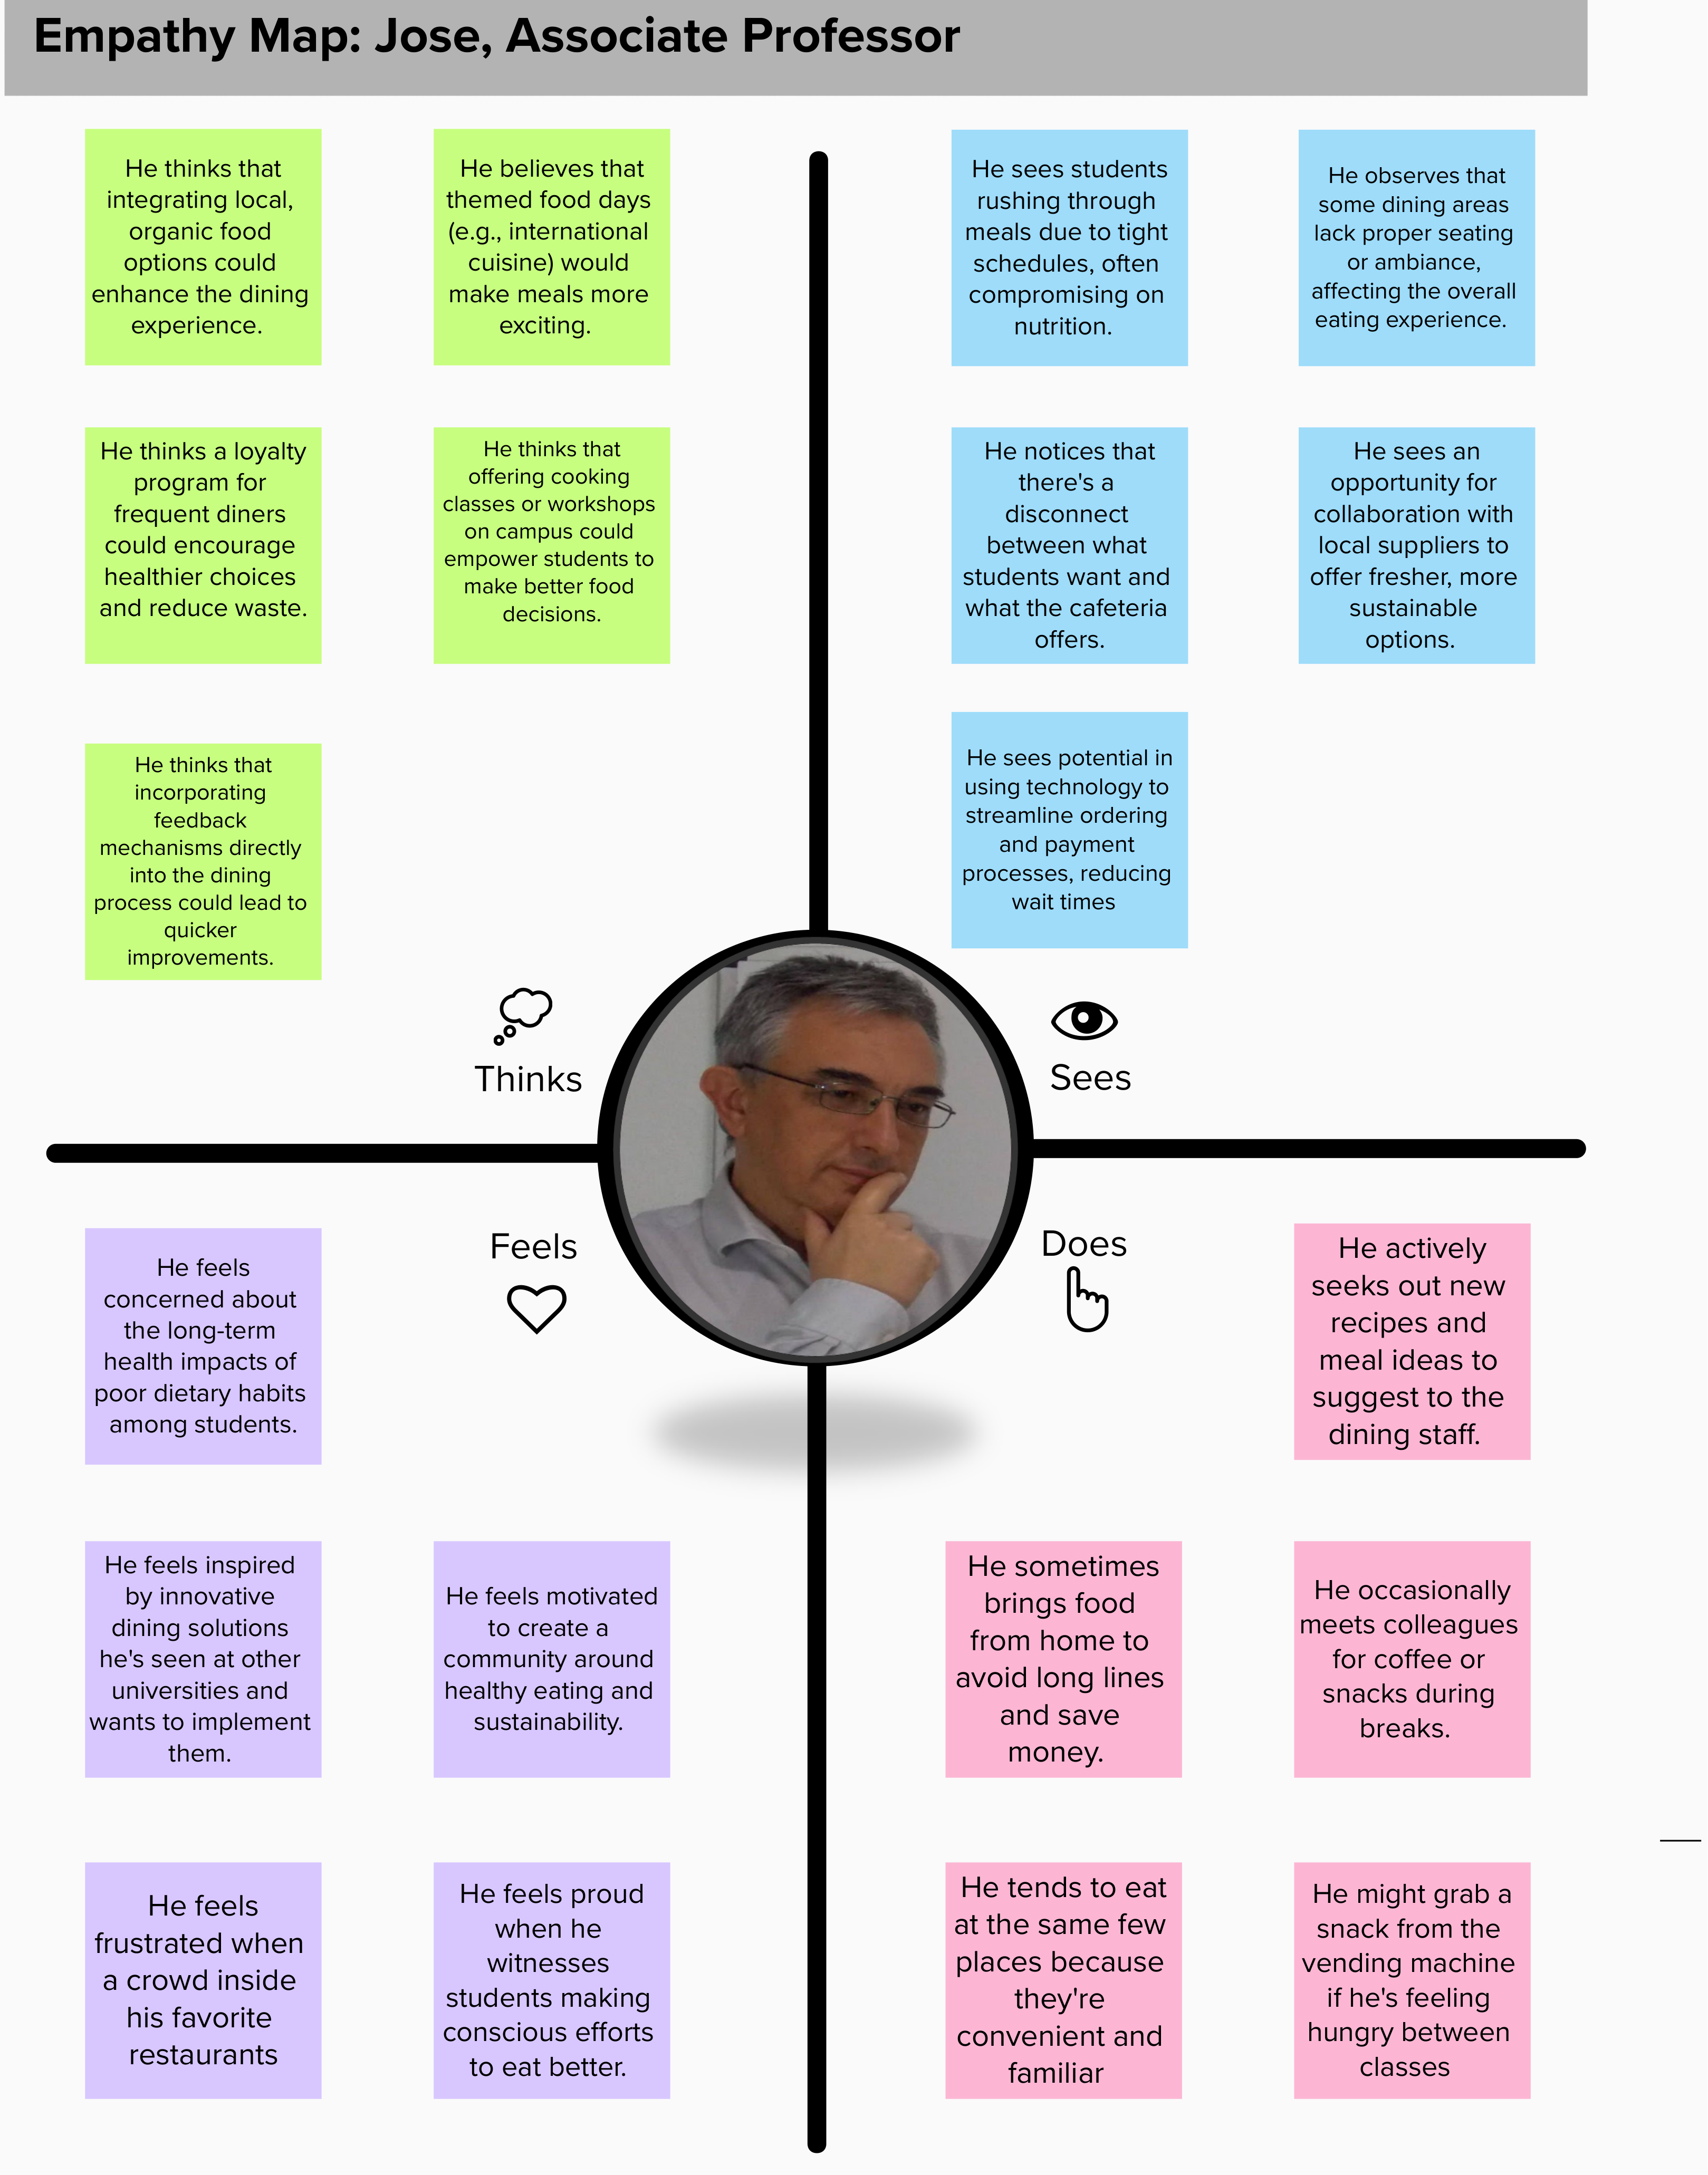 Empathy Map: Jose, Associate Professor
He thinks that
integrating local,
organic food
options could
enhance the dining
experience.
He believes that
themed food days
(e.g., international
cuisine) would
make meals more
exciting.
He thinks a loyalty
program for
frequent diners
could encourage
healthier choices
and reduce waste.
He thinks that
offering cooking
classes or workshops
on campus could
empower students to
make better food
decisions.
He thinks that
incorporating
feedback
mechanisms directly
into the dining
process could lead to
quicker
improvements.
Thinks
He sees students
rushing through
meals due to tight
schedules, often
compromising on
nutrition.
He observes that
some dining areas
lack proper seating
or ambiance,
affecting the overall
eating experience.
He notices that
there's a
disconnect
between what
students want and
what the cafeteria
offers.
He sees an
opportunity for
collaboration with
local suppliers to
offer fresher, more
sustainable
options.
He sees potential in
using technology to
streamline ordering
and payment
processes, reducing
wait times
Sees
Feels
He feels
concerned about
the long-term
health impacts of
poor dietary habits
among students.
He feels inspired
by innovative
dining solutions
he's seen at other
universities and
wants to implement
them.
He feels motivated
to create a
community around
healthy eating and
sustainability.
He feels
frustrated when
a crowd inside
his favorite
restaurants
He feels proud
when he
witnesses
students making
conscious efforts
to eat better.
Does
He actively
seeks out new
recipes and
meal ideas to
suggest to the
dining staff.
He sometimes
brings food
from home to
avoid long lines
and save
money.
He occasionally
meets colleagues
for coffee or
snacks during
breaks.
He tends to eat
at the same few
places because
they're
convenient and
familiar
He might grab a
snack from the
vending machine
if he's feeling
hungry between
classes